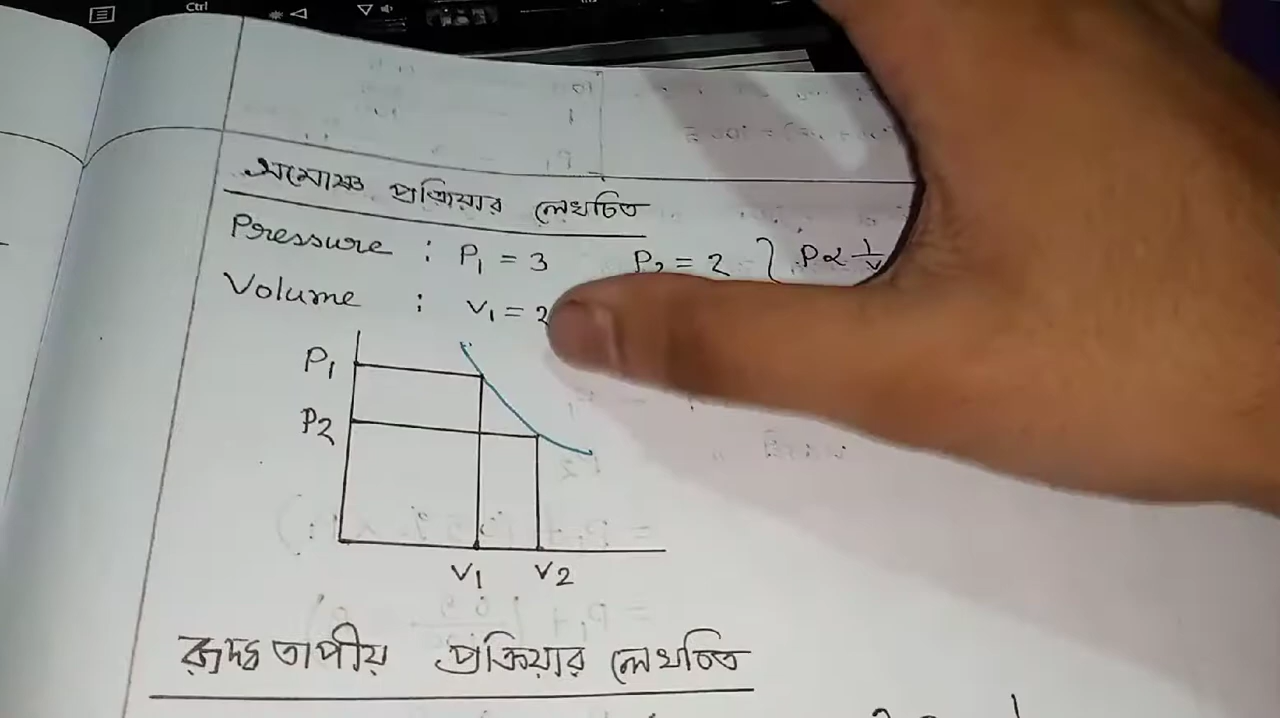 Ctrl
সমোষ্ণ প্রক্রিয়ার লেখচিত্র
Pressure : P₁ = 3 P₂ = 2 } P ∝ 1/V
Volume : V₁ = 2
P₁
P2
V₁ V2
রুদ্ধতাপীয় প্রক্রিয়ার লেখচিত্র